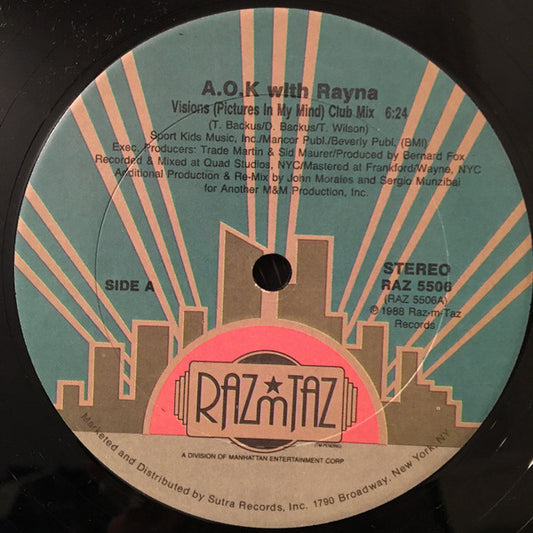 A.O.K with Rayna
Visions (Pictures In My Mind) Club Mix 6:24
(T. Backus/D. Backus/T. Wilson)
Sport Kids Music, Inc./Mancor Publ./Beverly Publ. (BMI)
Exec. Producers: Trade Martin & Sid Maurer/Produced by Bernard Fox
Recorded & Mixed at Quad Studios, NYC/Mastered at Frankford/Wayne, NYC
Additional Production & Re-Mix by John Morales and Sergio Munzibai
for Another M&M Production, Inc.
SIDE A
STEREO
RAZ 5506
(RAZ 5506A)
℗ 1988 Raz-m-Taz
Records
RAZ m TAZ
A DIVISION OF MANHATTAN ENTERTAINMENT CORP
Marketed and Distributed by Sutra Records, Inc. 1790 Broadway, New York, NY